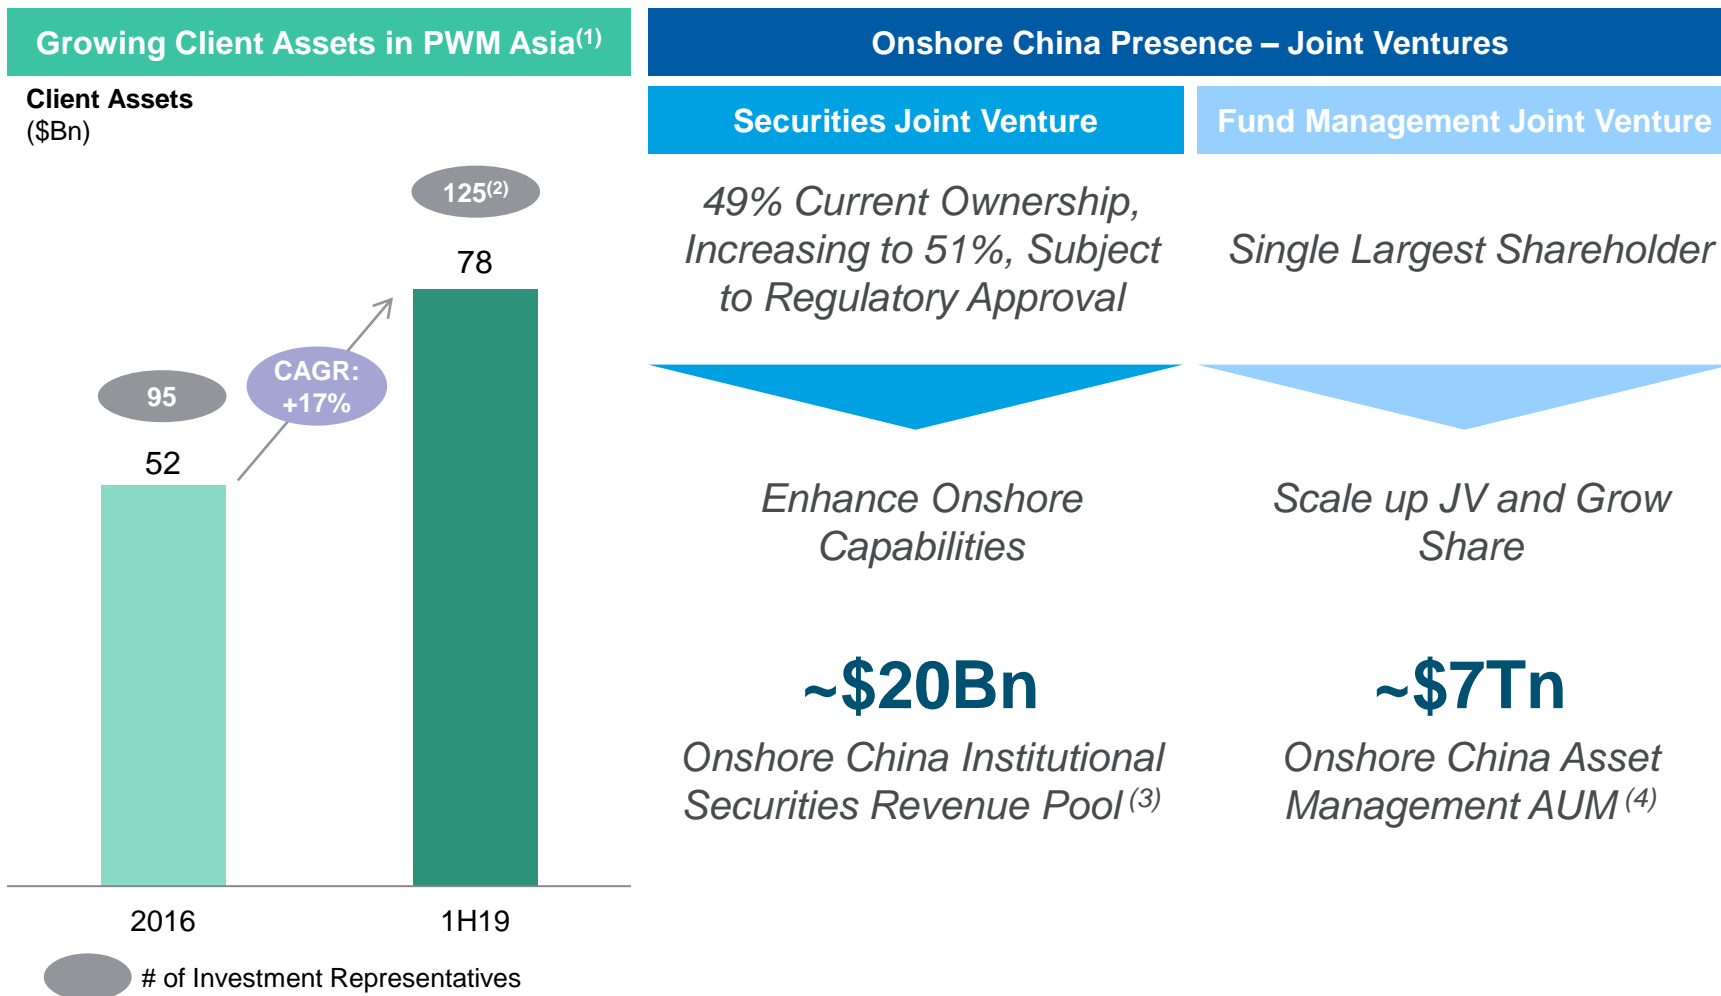 Growing Client Assets in PWM Asia(1)
Client Assets
($Bn)
125(2)
78
95
CAGR:
+17%
52
2016
1H19
# of Investment Representatives
Onshore China Presence – Joint Ventures
Securities Joint Venture
49% Current Ownership,
Increasing to 51%, Subject
to Regulatory Approval
Enhance Onshore
Capabilities
~$20Bn
Onshore China Institutional
Securities Revenue Pool (3)
Fund Management Joint Venture
Single Largest Shareholder
Scale up JV and Grow
Share
~$7Tn
Onshore China Asset
Management AUM (4)